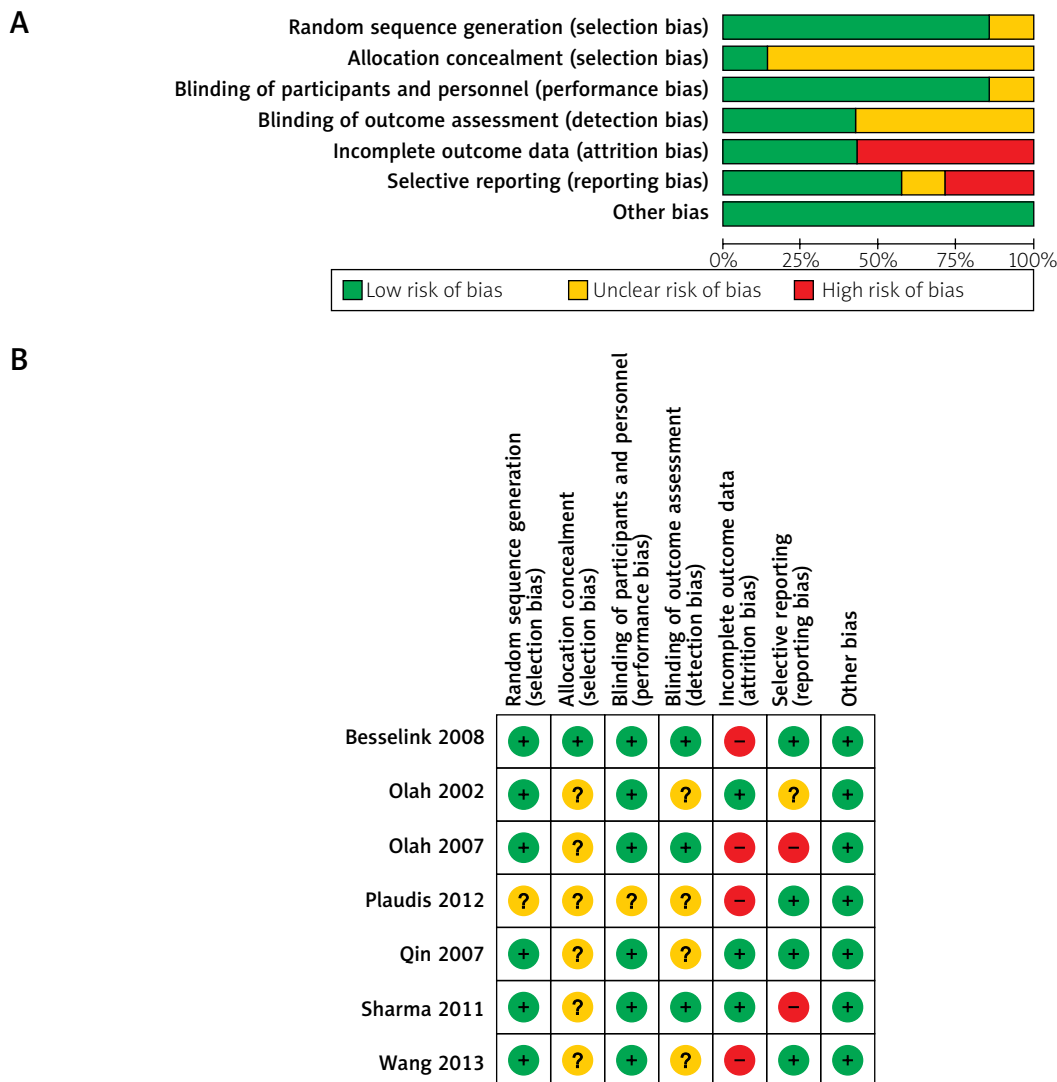 A
Random sequence generation (selection bias)
Allocation concealment (selection bias)
Blinding of participants and personnel (performance bias)
Blinding of outcome assessment (detection bias)
Incomplete outcome data (attrition bias)
Selective reporting (reporting bias)
Other bias
0% 25% 50% 75% 100%
Low risk of bias Unclear risk of bias High risk of bias
B
Random sequence generation
(selection bias)
Allocation concealment
(selection bias)
Blinding of participants and personnel
(performance bias)
Blinding of outcome assessment
(detection bias)
Incomplete outcome data
(attrition bias)
Selective reporting
(reporting bias)
Other bias
Besselink 2008 + + + + – + +
Olah 2002 + ? + ? + ? +
Olah 2007 + ? + + – – +
Plaudis 2012 ? ? ? ? – + +
Qin 2007 + ? + ? + + +
Sharma 2011 + ? + + + – +
Wang 2013 + ? + ? – + +